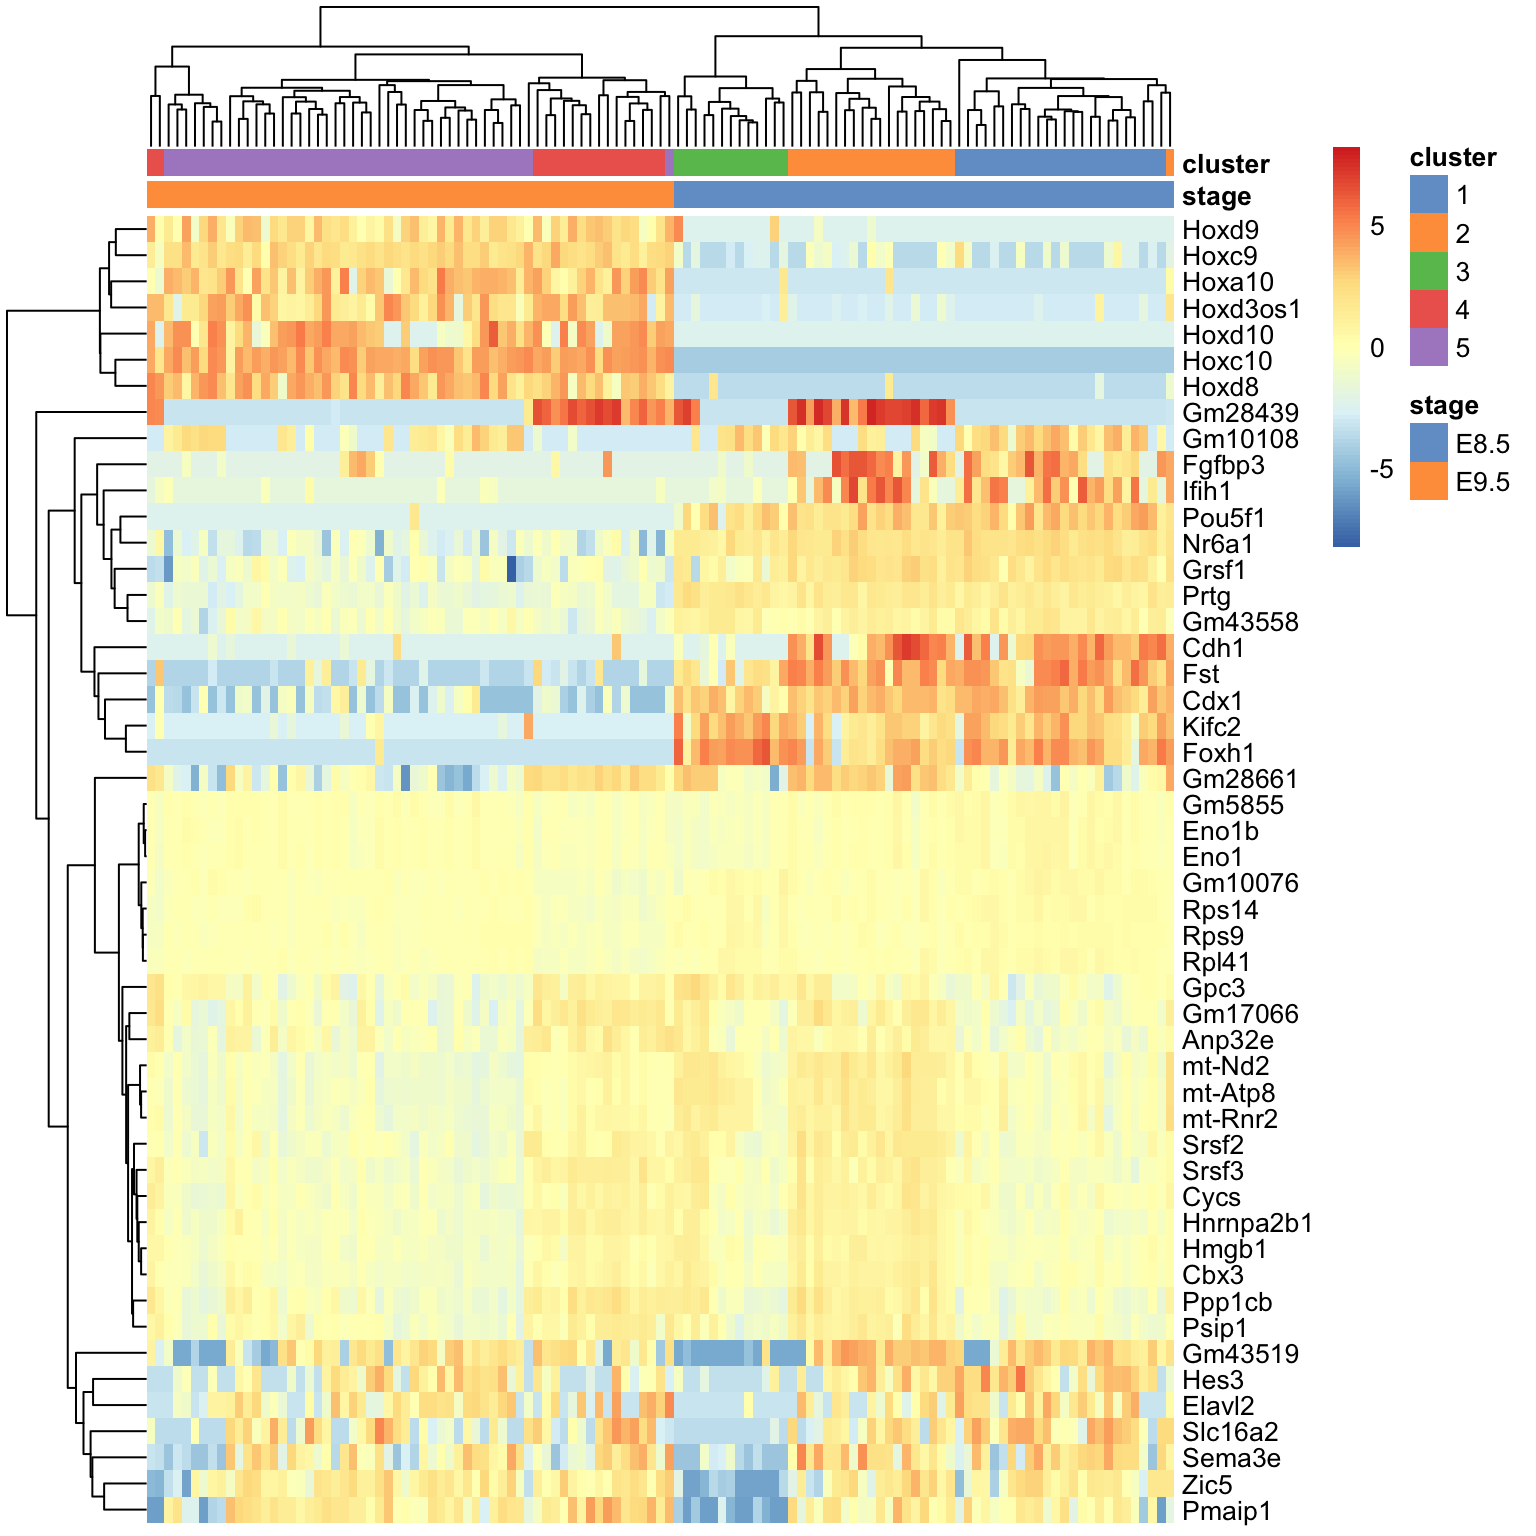 cluster
stage
Hoxd9
Hoxc9
Hoxa10
Hoxd3os1
Hoxd10
Hoxc10
Hoxd8
Gm28439
Gm10108
Fgfbp3
Ifih1
Pou5f1
Nr6a1
Grsf1
Prtg
Gm43558
Cdh1
Fst
Cdx1
Kifc2
Foxh1
Gm28661
Gm5855
Eno1b
Eno1
Gm10076
Rps14
Rps9
Rpl41
Gpc3
Gm17066
Anp32e
mt-Nd2
mt-Atp8
mt-Rnr2
Srsf2
Srsf3
Cycs
Hnrnpa2b1
Hmgb1
Cbx3
Ppp1cb
Psip1
Gm43519
Hes3
Elavl2
Slc16a2
Sema3e
Zic5
Pmaip1
5
0
-5
cluster
1
2
3
4
5
stage
E8.5
E9.5